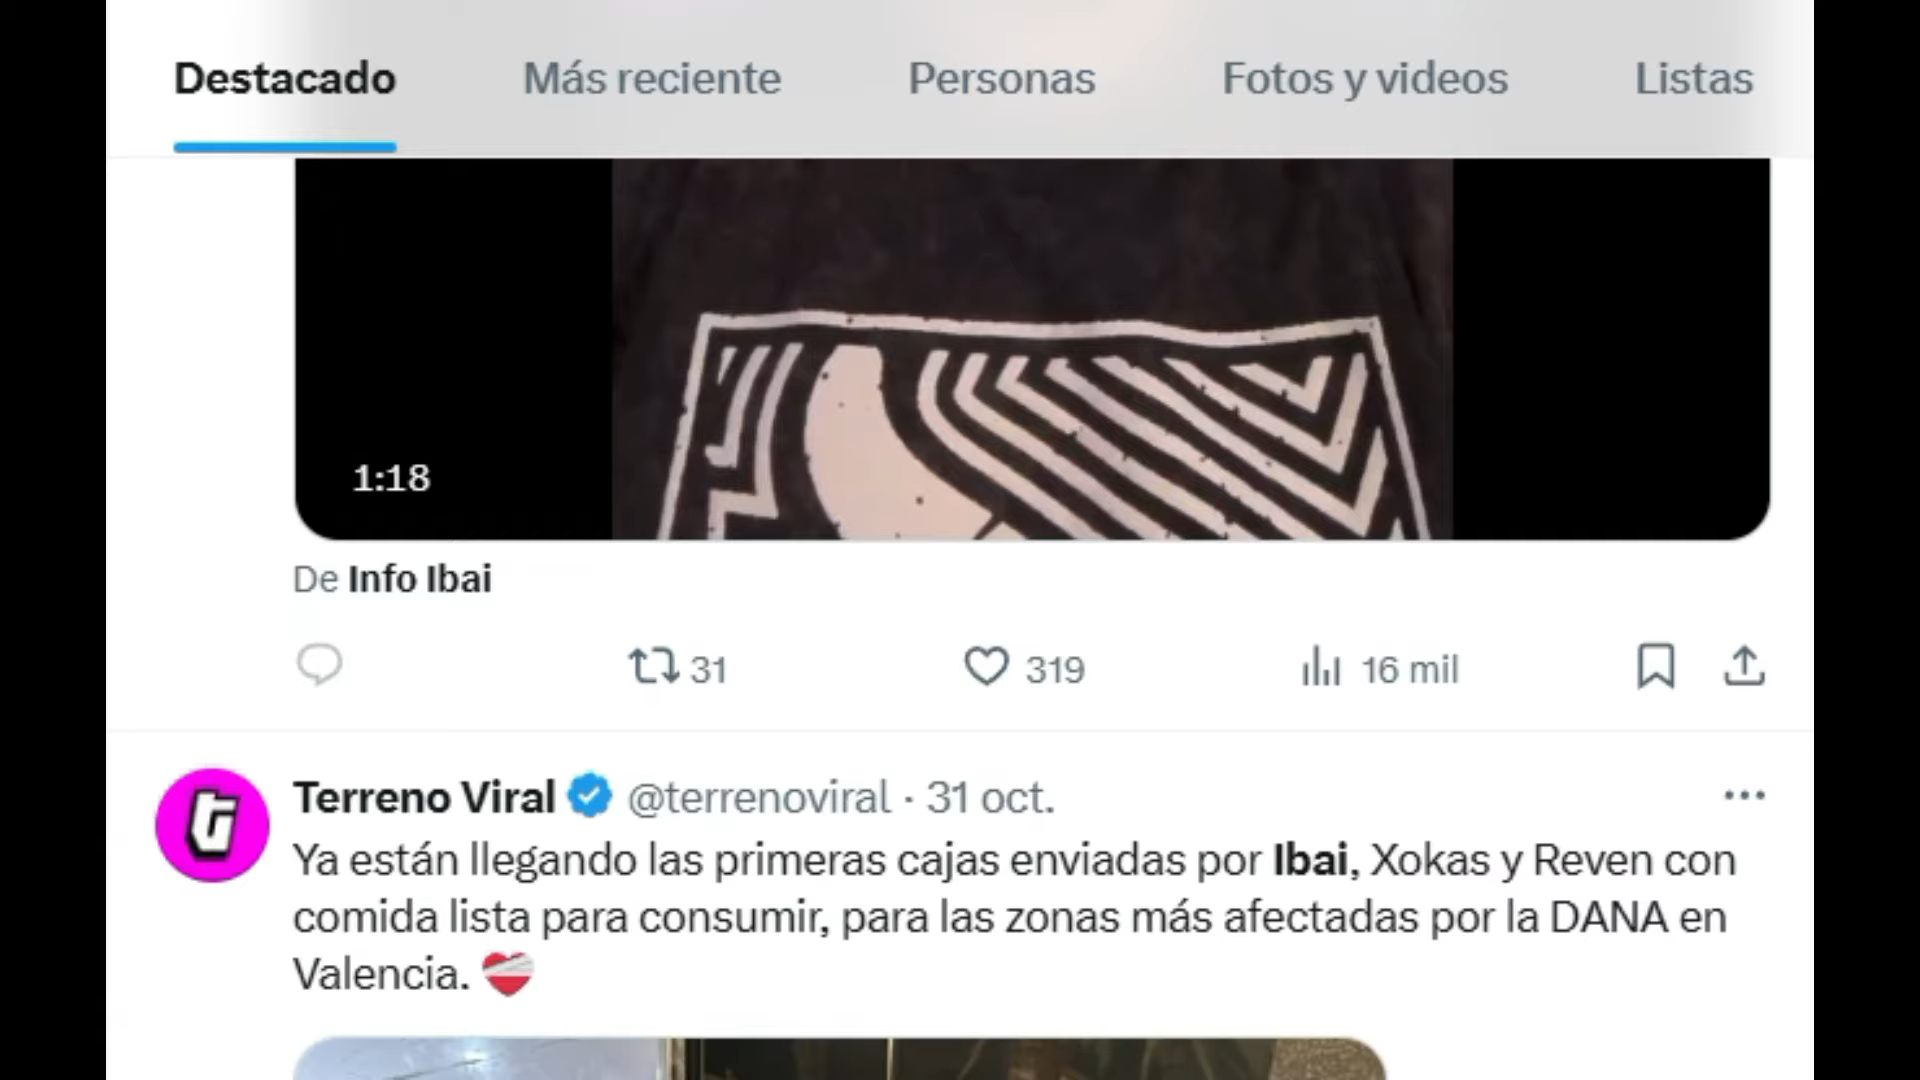 Destacado Más reciente Personas Fotos y videos Listas
1:18
De Info Ibai
31 319 16 mil
Terreno Viral @terrenoviral · 31 oct.
Ya están llegando las primeras cajas enviadas por Ibai, Xokas y Reven con
comida lista para consumir, para las zonas más afectadas por la DANA en
Valencia. ❤️‍🩹